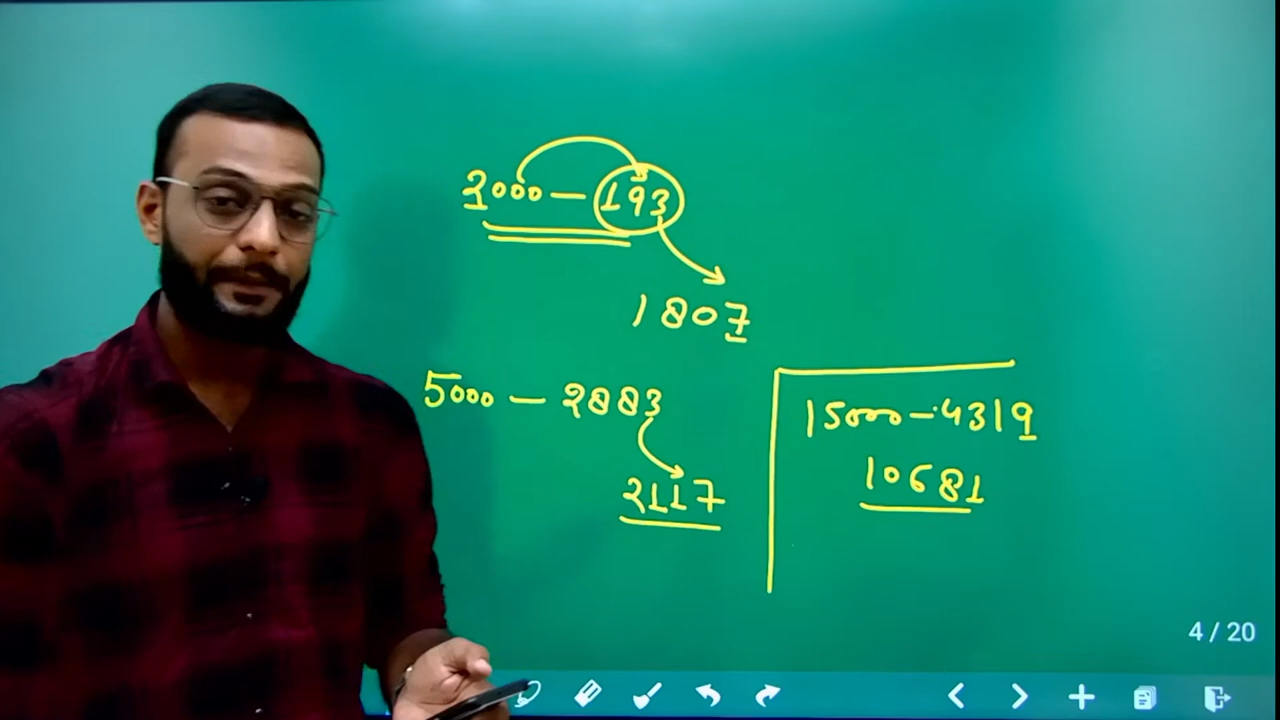 2000 — 193
1807
5000 — 2883
2117
15000 — 4319
10681
4 / 20